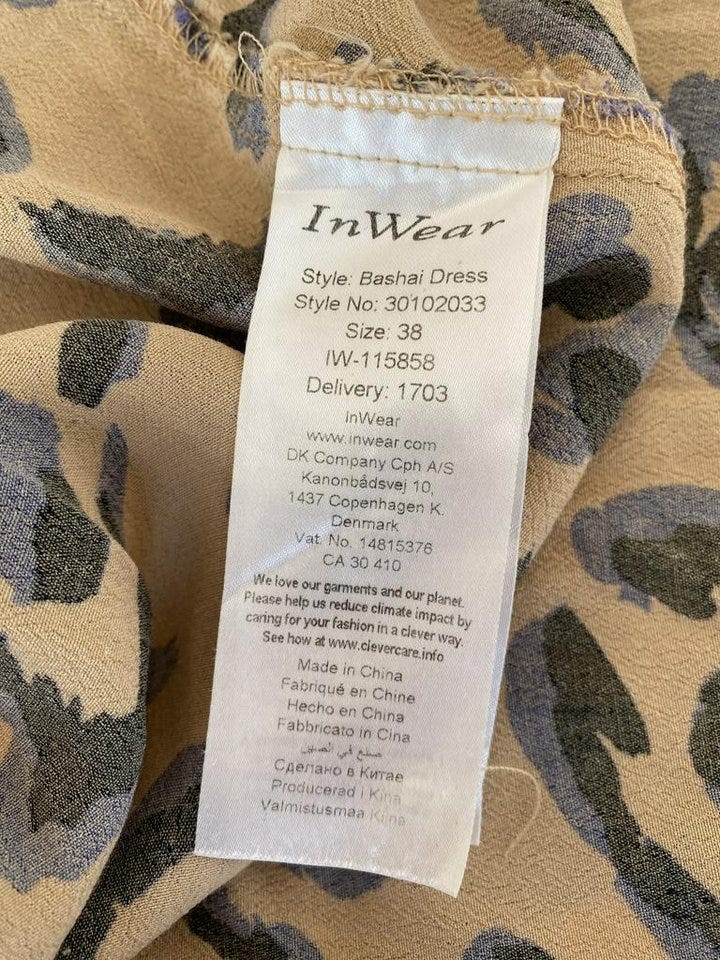 InWear
Style: Bashai Dress
Style No: 30102033
Size: 38
IW-115858
Delivery: 1703
InWear
www.inwear.com
DK Company Cph A/S
Kanonbådsvej 10,
1437 Copenhagen K.
Denmark
Vat. No. 14815376
CA 30 410
We love our garments and our planet.
Please help us reduce climate impact by
caring for your fashion in a clever way.
See how at www.clevercare.info
Made in China
Fabriqué en Chine
Hecho en China
Fabbricato in Cina
صنع في الصين
Сделано в Китае
Producerad i Kina
Valmistusmaa Kiina